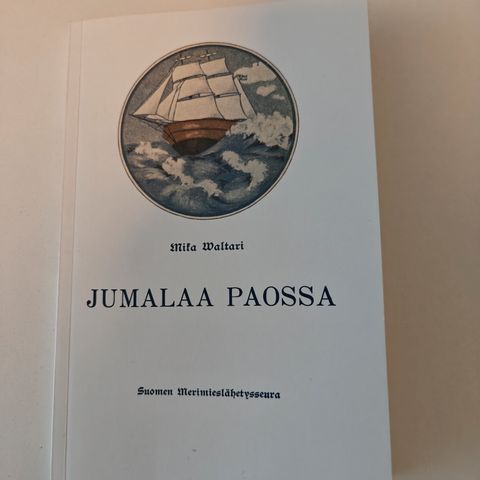 Mika Waltari
JUMALAA PAOSSA
Suomen Merimieslähetysseura